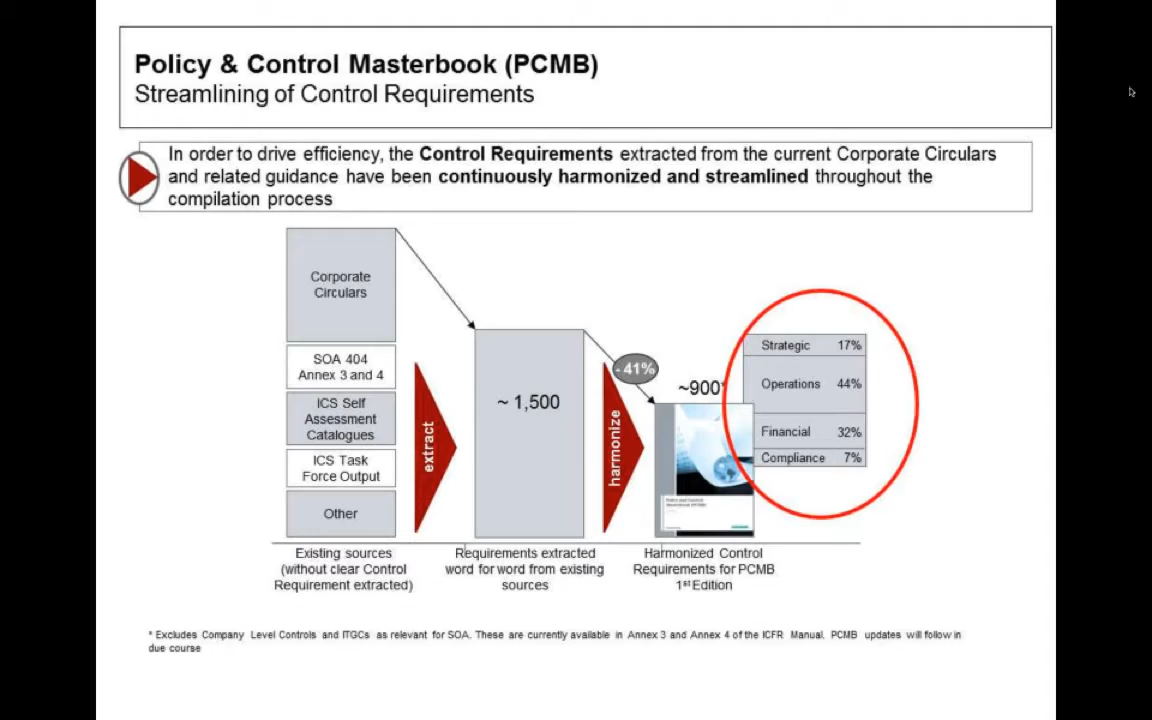 Policy & Control Masterbook (PCMB)
Streamlining of Control Requirements
In order to drive efficiency, the Control Requirements extracted from the current Corporate Circulars
and related guidance have been continuously harmonized and streamlined throughout the
compilation process
Corporate
Circulars
SOA 404
Annex 3 and 4
ICS Self
Assessment
Catalogues
ICS Task
Force Output
Other
extract
~ 1,500
- 41%
harmonize
~900*
Policy and Control
Masterbook (PCMB)
Strategic 17%
Operations 44%
Financial 32%
Compliance 7%
Existing sources
(without clear Control
Requirement extracted)
Requirements extracted
word for word from existing
sources
Harmonized Control
Requirements for PCMB
1st Edition
* Excludes Company Level Controls and ITGCs as relevant for SOA. These are currently available in Annex 3 and Annex 4 of the ICFR Manual. PCMB updates will follow in
due course